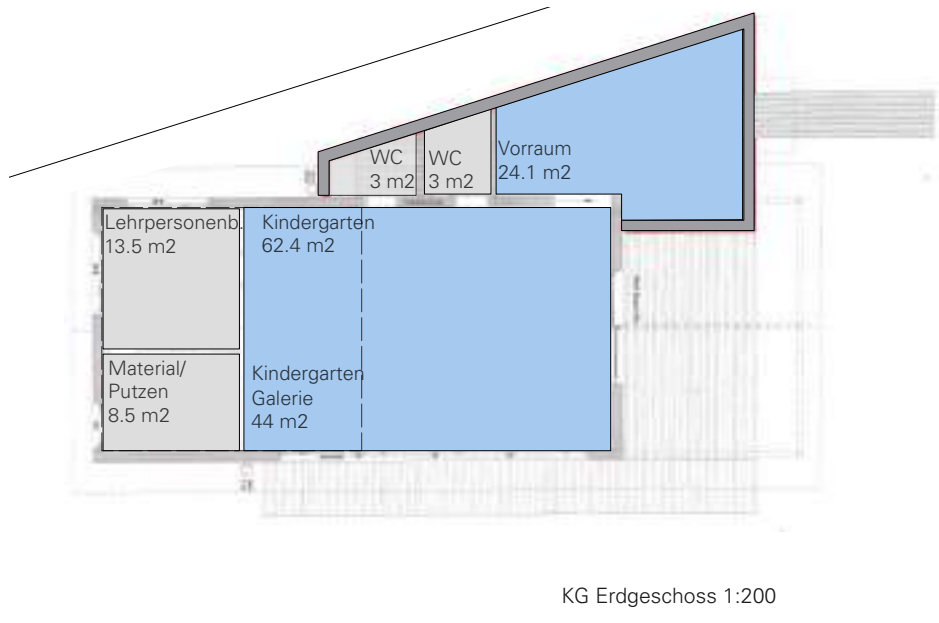 WC
3 m2
WC
3 m2
Vorraum
24.1 m2
Lehrpersonenb.
13.5 m2
Kindergarten
62.4 m2
Material/
Putzen
8.5 m2
Kindergarten
Galerie
44 m2
KG Erdgeschoss 1:200